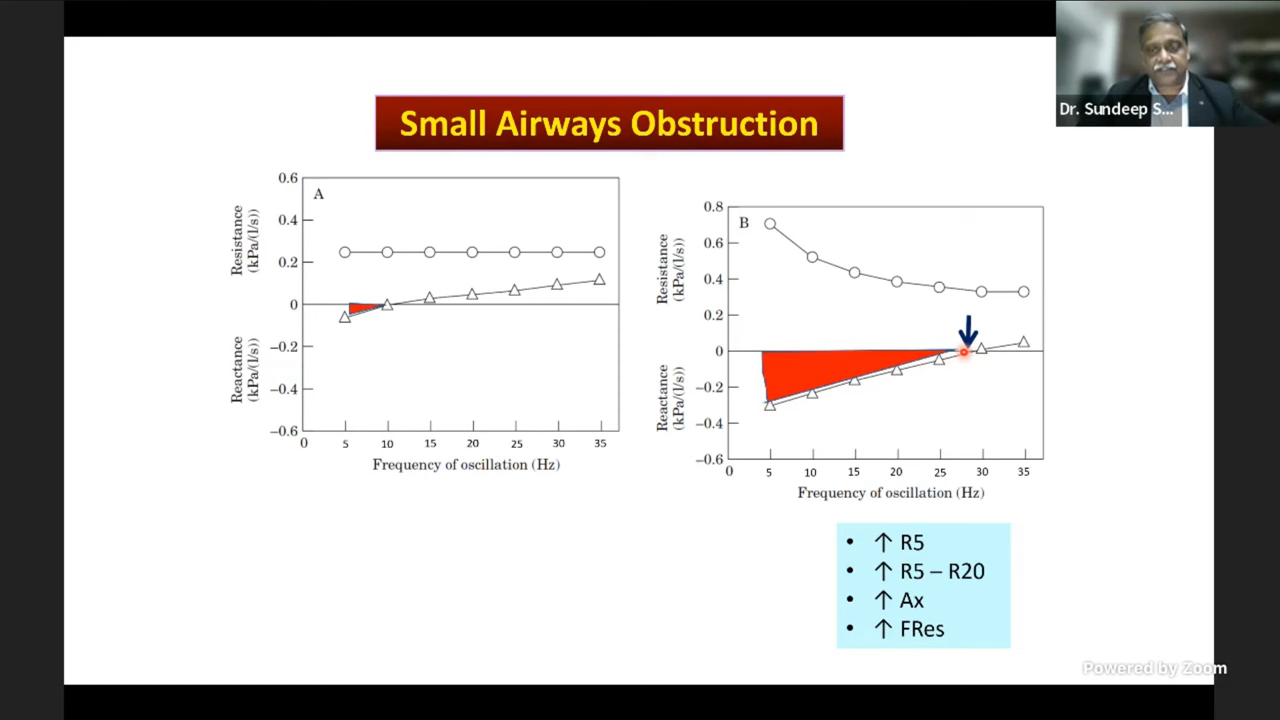 Dr. Sundeep S...
Small Airways Obstruction
A
0.6
0.4
0.2
0
−0.2
−0.4
−0.6
Resistance
(kPa/(l/s))
Reactance
(kPa/(l/s))
0 5 10 15 20 25 30 35
Frequency of oscillation (Hz)
B
0.8
0.6
0.4
0.2
0
−0.2
−0.4
−0.6
Resistance
(kPa/(l/s))
Reactance
(kPa/(l/s))
0 5 10 15 20 25 30 35
Frequency of oscillation (Hz)
• ↑ R5
• ↑ R5 – R20
• ↑ Ax
• ↑ FRes
Powered by Zoom